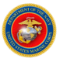 DEPARTMENT OF THE NAVY
UNITED STATES MARINE CORPS